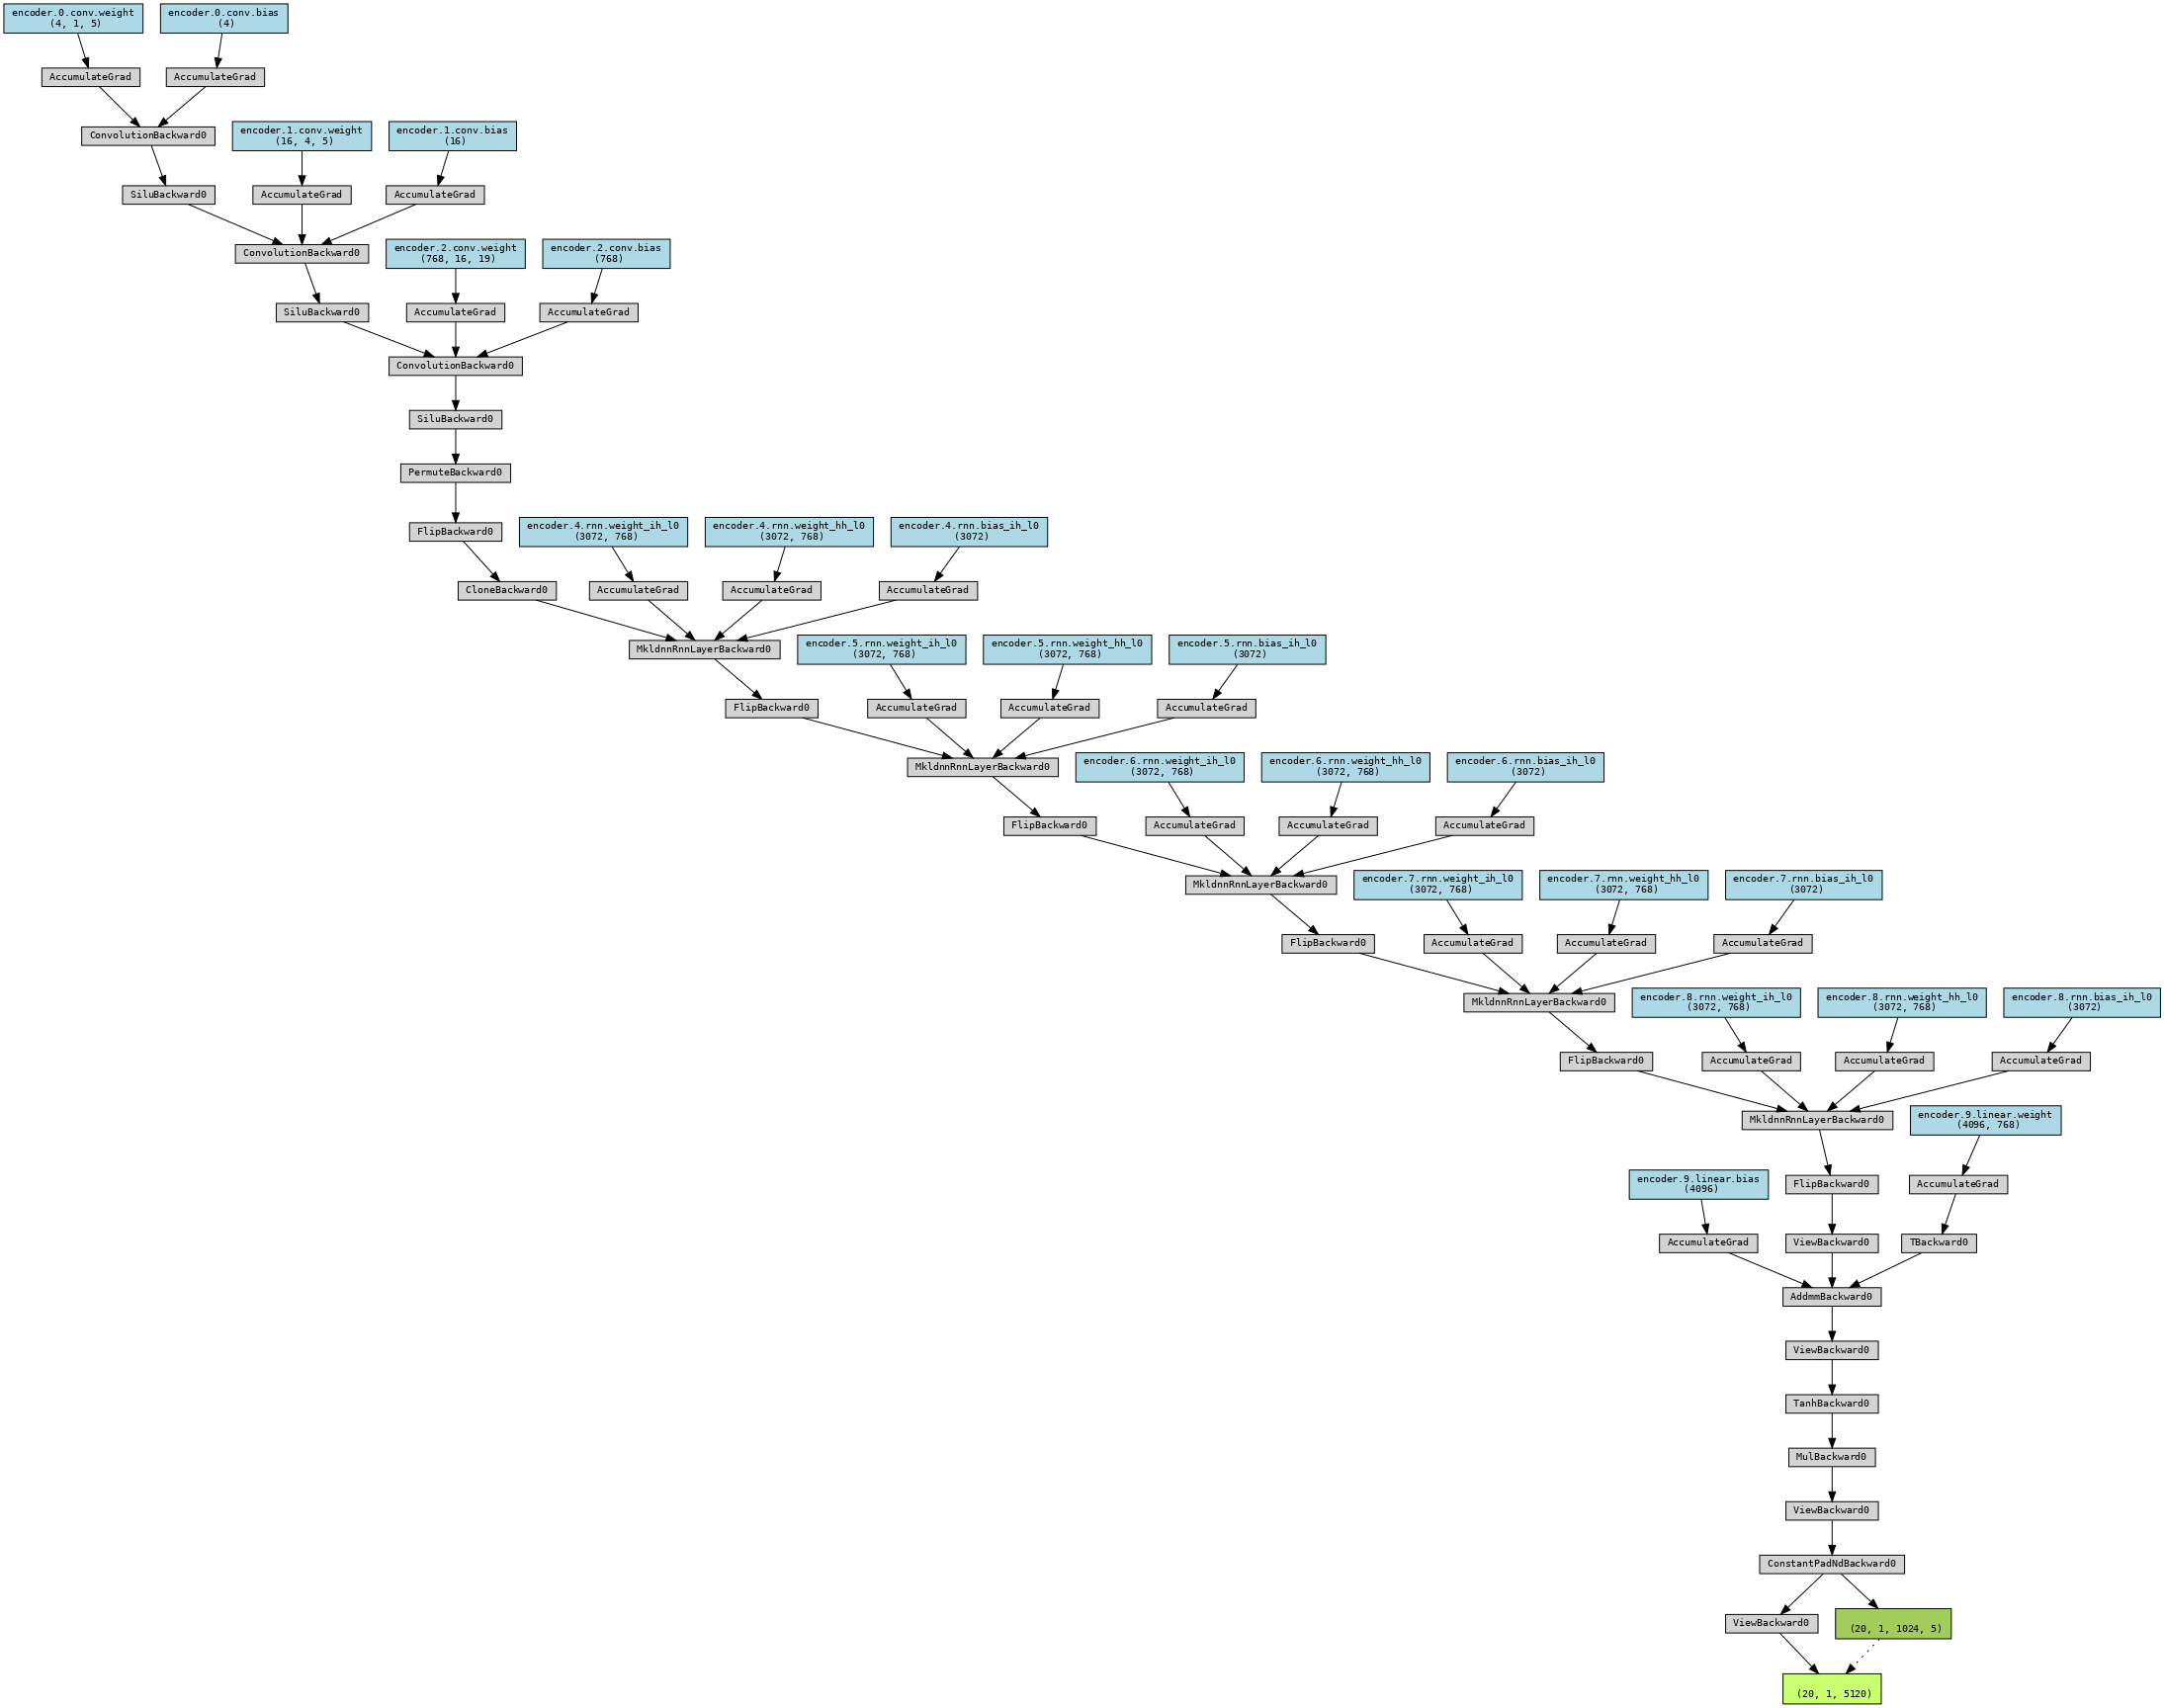 encoder.0.conv.weight
(4, 1, 5)
encoder.0.conv.bias
(4)
AccumulateGrad
AccumulateGrad
ConvolutionBackward0
encoder.1.conv.weight
(16, 4, 5)
encoder.1.conv.bias
(16)
SiluBackward0
AccumulateGrad
AccumulateGrad
ConvolutionBackward0
encoder.2.conv.weight
(768, 16, 19)
encoder.2.conv.bias
(768)
SiluBackward0
AccumulateGrad
AccumulateGrad
ConvolutionBackward0
SiluBackward0
PermuteBackward0
FlipBackward0
encoder.4.rnn.weight_ih_l0
(3072, 768)
encoder.4.rnn.weight_hh_l0
(3072, 768)
encoder.4.rnn.bias_ih_l0
(3072)
CloneBackward0
AccumulateGrad
AccumulateGrad
AccumulateGrad
MkldnnRnnLayerBackward0
encoder.5.rnn.weight_ih_l0
(3072, 768)
encoder.5.rnn.weight_hh_l0
(3072, 768)
encoder.5.rnn.bias_ih_l0
(3072)
FlipBackward0
AccumulateGrad
AccumulateGrad
AccumulateGrad
MkldnnRnnLayerBackward0
encoder.6.rnn.weight_ih_l0
(3072, 768)
encoder.6.rnn.weight_hh_l0
(3072, 768)
encoder.6.rnn.bias_ih_l0
(3072)
FlipBackward0
AccumulateGrad
AccumulateGrad
AccumulateGrad
MkldnnRnnLayerBackward0
encoder.7.rnn.weight_ih_l0
(3072, 768)
encoder.7.rnn.weight_hh_l0
(3072, 768)
encoder.7.rnn.bias_ih_l0
(3072)
FlipBackward0
AccumulateGrad
AccumulateGrad
AccumulateGrad
MkldnnRnnLayerBackward0
encoder.8.rnn.weight_ih_l0
(3072, 768)
encoder.8.rnn.weight_hh_l0
(3072, 768)
encoder.8.rnn.bias_ih_l0
(3072)
FlipBackward0
AccumulateGrad
AccumulateGrad
AccumulateGrad
MkldnnRnnLayerBackward0
encoder.9.linear.weight
(4096, 768)
encoder.9.linear.bias
(4096)
FlipBackward0
AccumulateGrad
AccumulateGrad
ViewBackward0
TBackward0
AddmmBackward0
ViewBackward0
TanhBackward0
MulBackward0
ViewBackward0
ConstantPadNdBackward0
ViewBackward0
(20, 1, 1024, 5)
(20, 1, 5120)